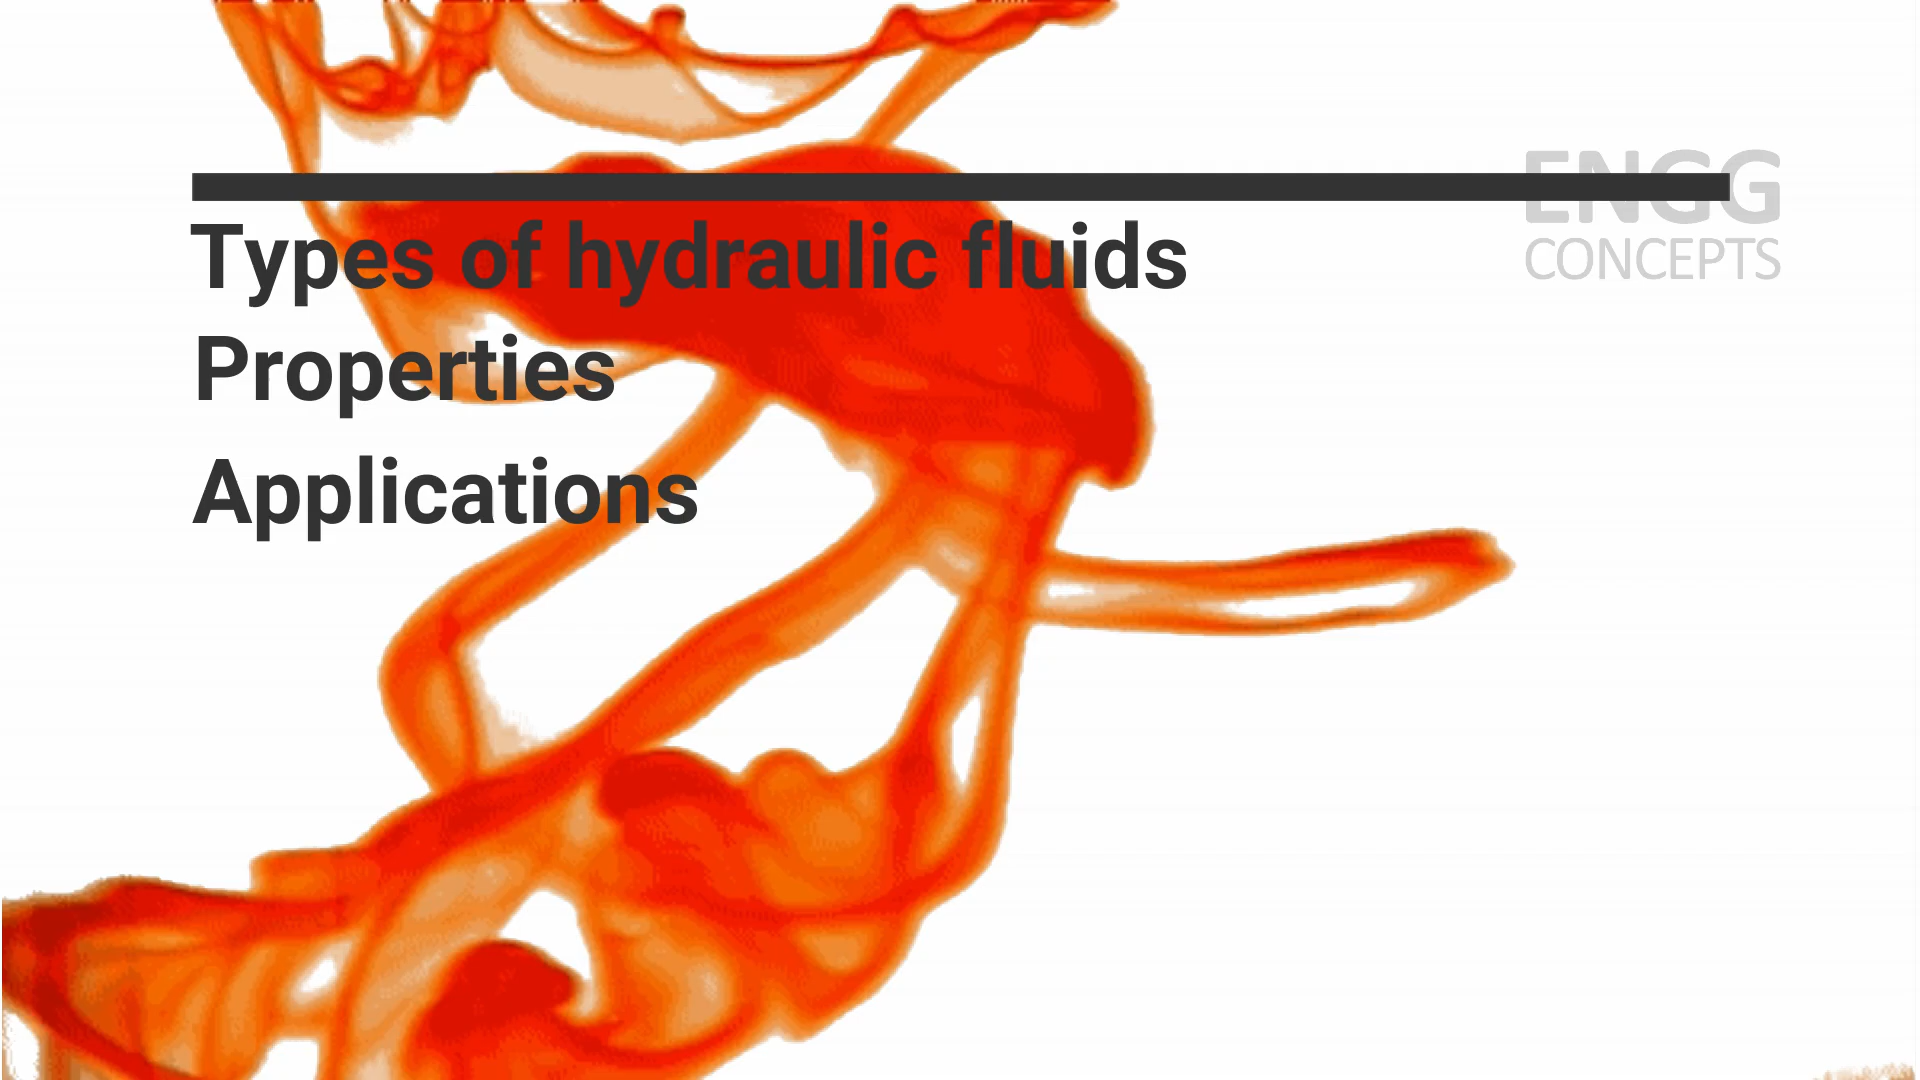 ENGG
CONCEPTS
Types of hydraulic fluids
Properties
Applications